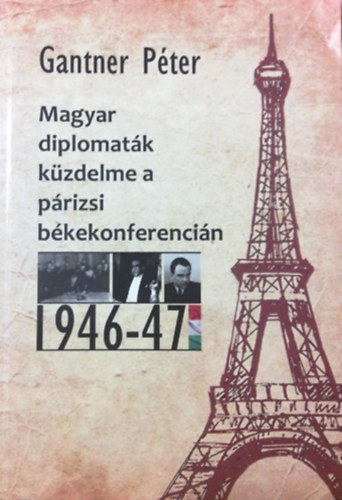 Gantner Péter
Magyar
diplomaták
küzdelme a
párizsi
békekonferencián
1946-47